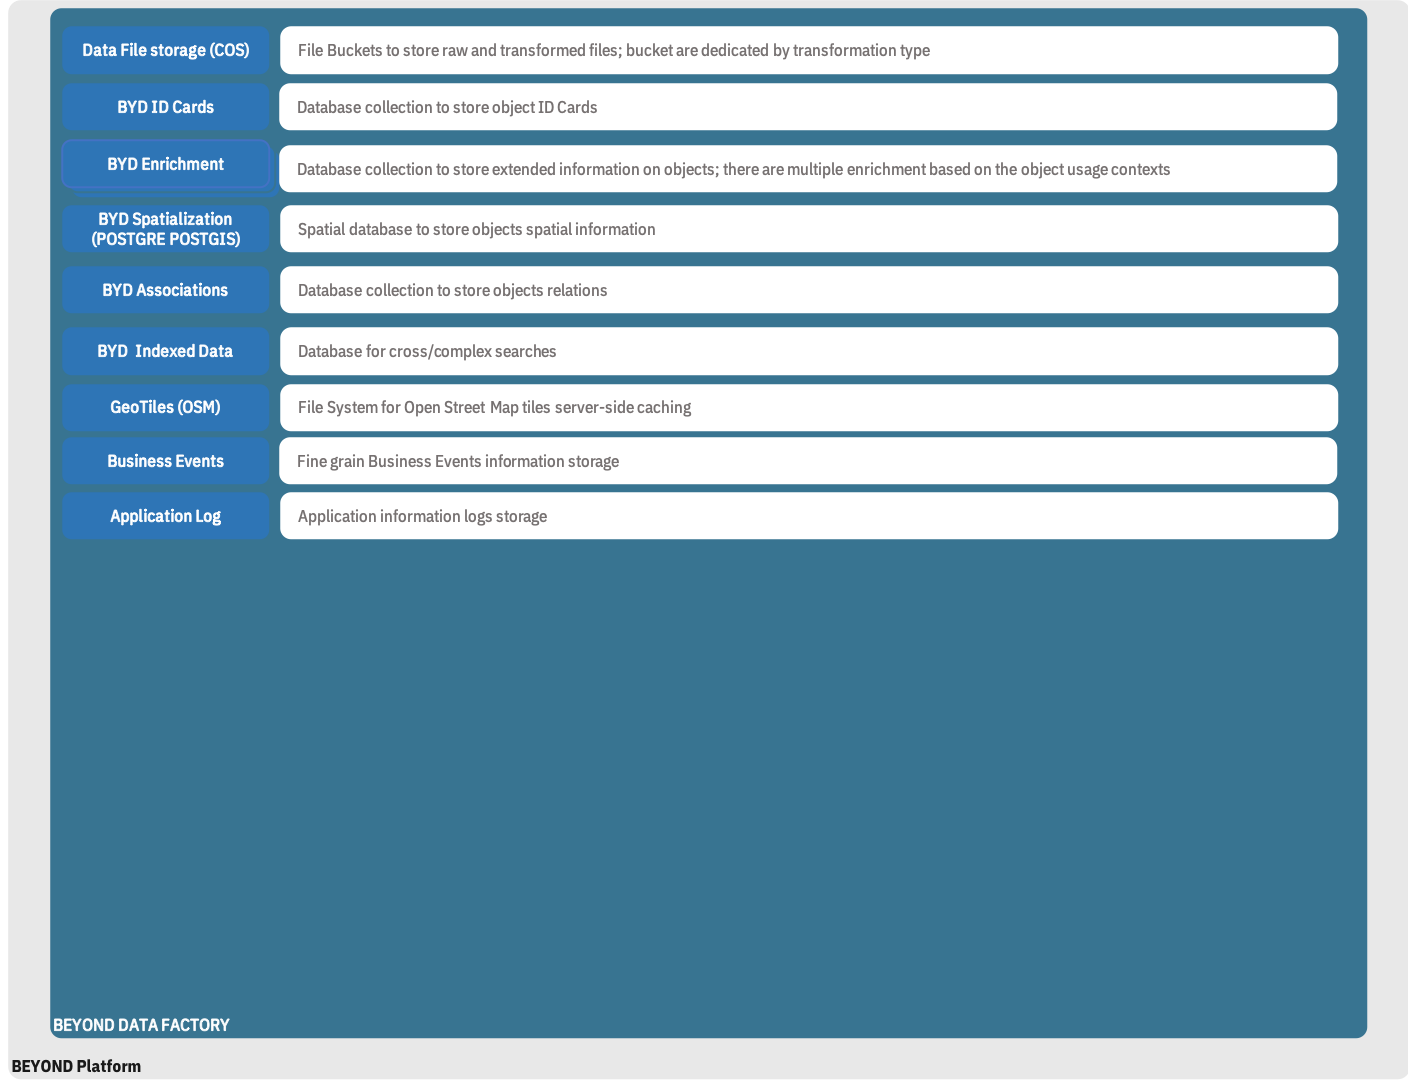 Data File storage (COS)
File Buckets to store raw and transformed files; bucket are dedicated by transformation type
BYD ID Cards
Database collection to store object ID Cards
BYD Enrichment
Database collection to store extended information on objects; there are multiple enrichment based on the object usage contexts
BYD Spatialization
(POSTGRE POSTGIS)
Spatial database to store objects spatial information
BYD Associations
Database collection to store objects relations
BYD  Indexed Data
Database for cross/complex searches
GeoTiles (OSM)
File System for Open Street Map tiles server-side caching
Business Events
Fine grain Business Events information storage
Application Log
Application information logs storage
BEYOND DATA FACTORY
BEYOND Platform